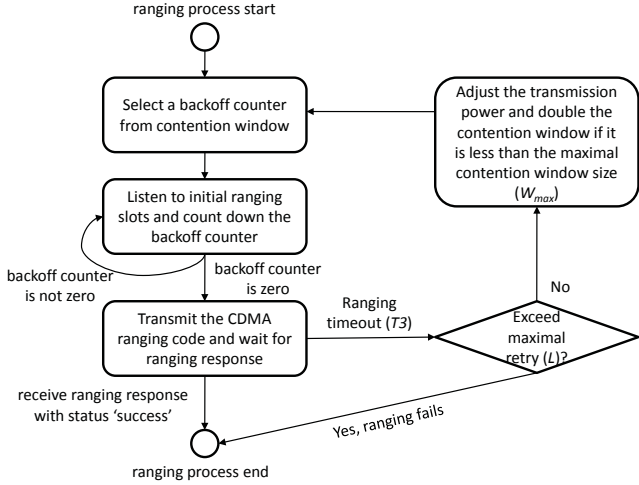 ranging process start
Select a backoff counter
from contention window
Adjust the transmission
power and double the
contention window if it
is less than the maximal
contention window size
(Wmax)
Listen to initial ranging
slots and count down the
backoff counter
backoff counter
is not zero
backoff counter
is zero
No
Transmit the CDMA
ranging code and wait for
ranging response
Ranging
timeout (T3)
Exceed
maximal
retry (L)?
receive ranging response
with status ‘success’
Yes, ranging fails
ranging process end